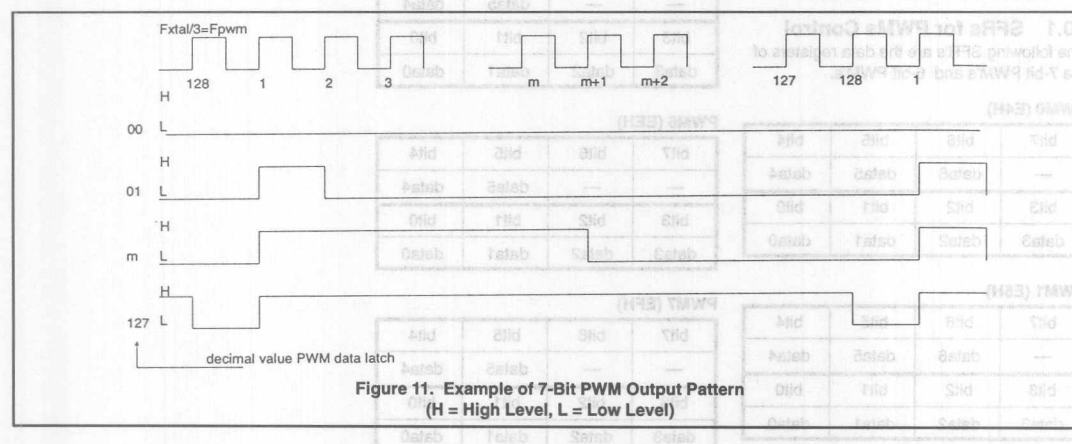 Fxtal/3=Fpwm
128 1 2 3 m m+1 m+2 127 128 1
H
00 L
H
01 L
H
m L
H
127 L
decimal value PWM data latch
Figure 11. Example of 7-Bit PWM Output Pattern
(H = High Level, L = Low Level)